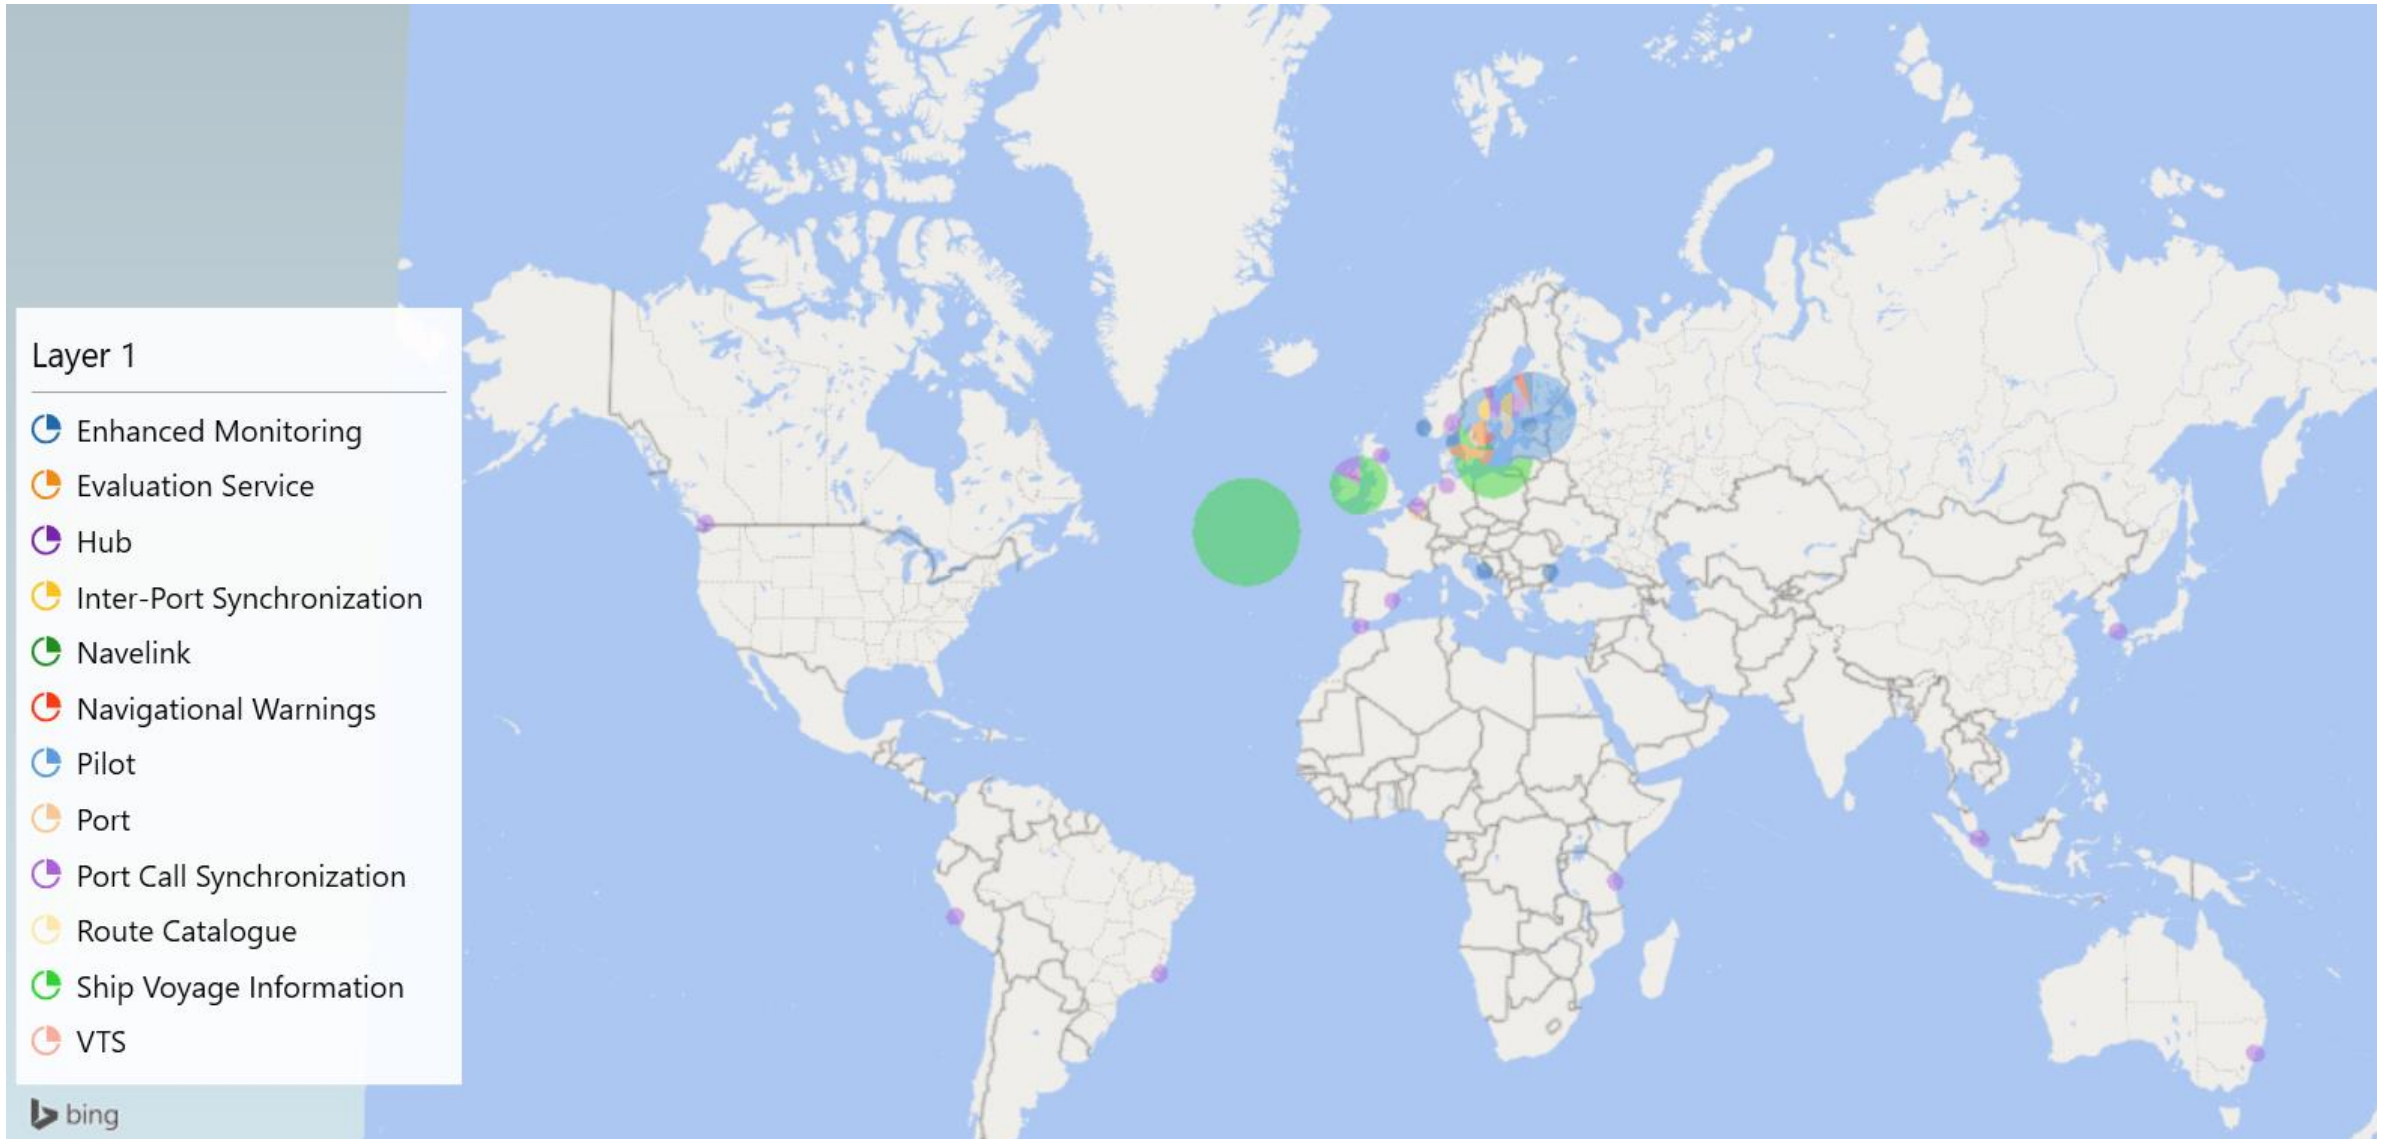 Layer 1
Enhanced Monitoring
Evaluation Service
Hub
Inter-Port Synchronization
Navelink
Navigational Warnings
Pilot
Port
Port Call Synchronization
Route Catalogue
Ship Voyage Information
VTS
bing